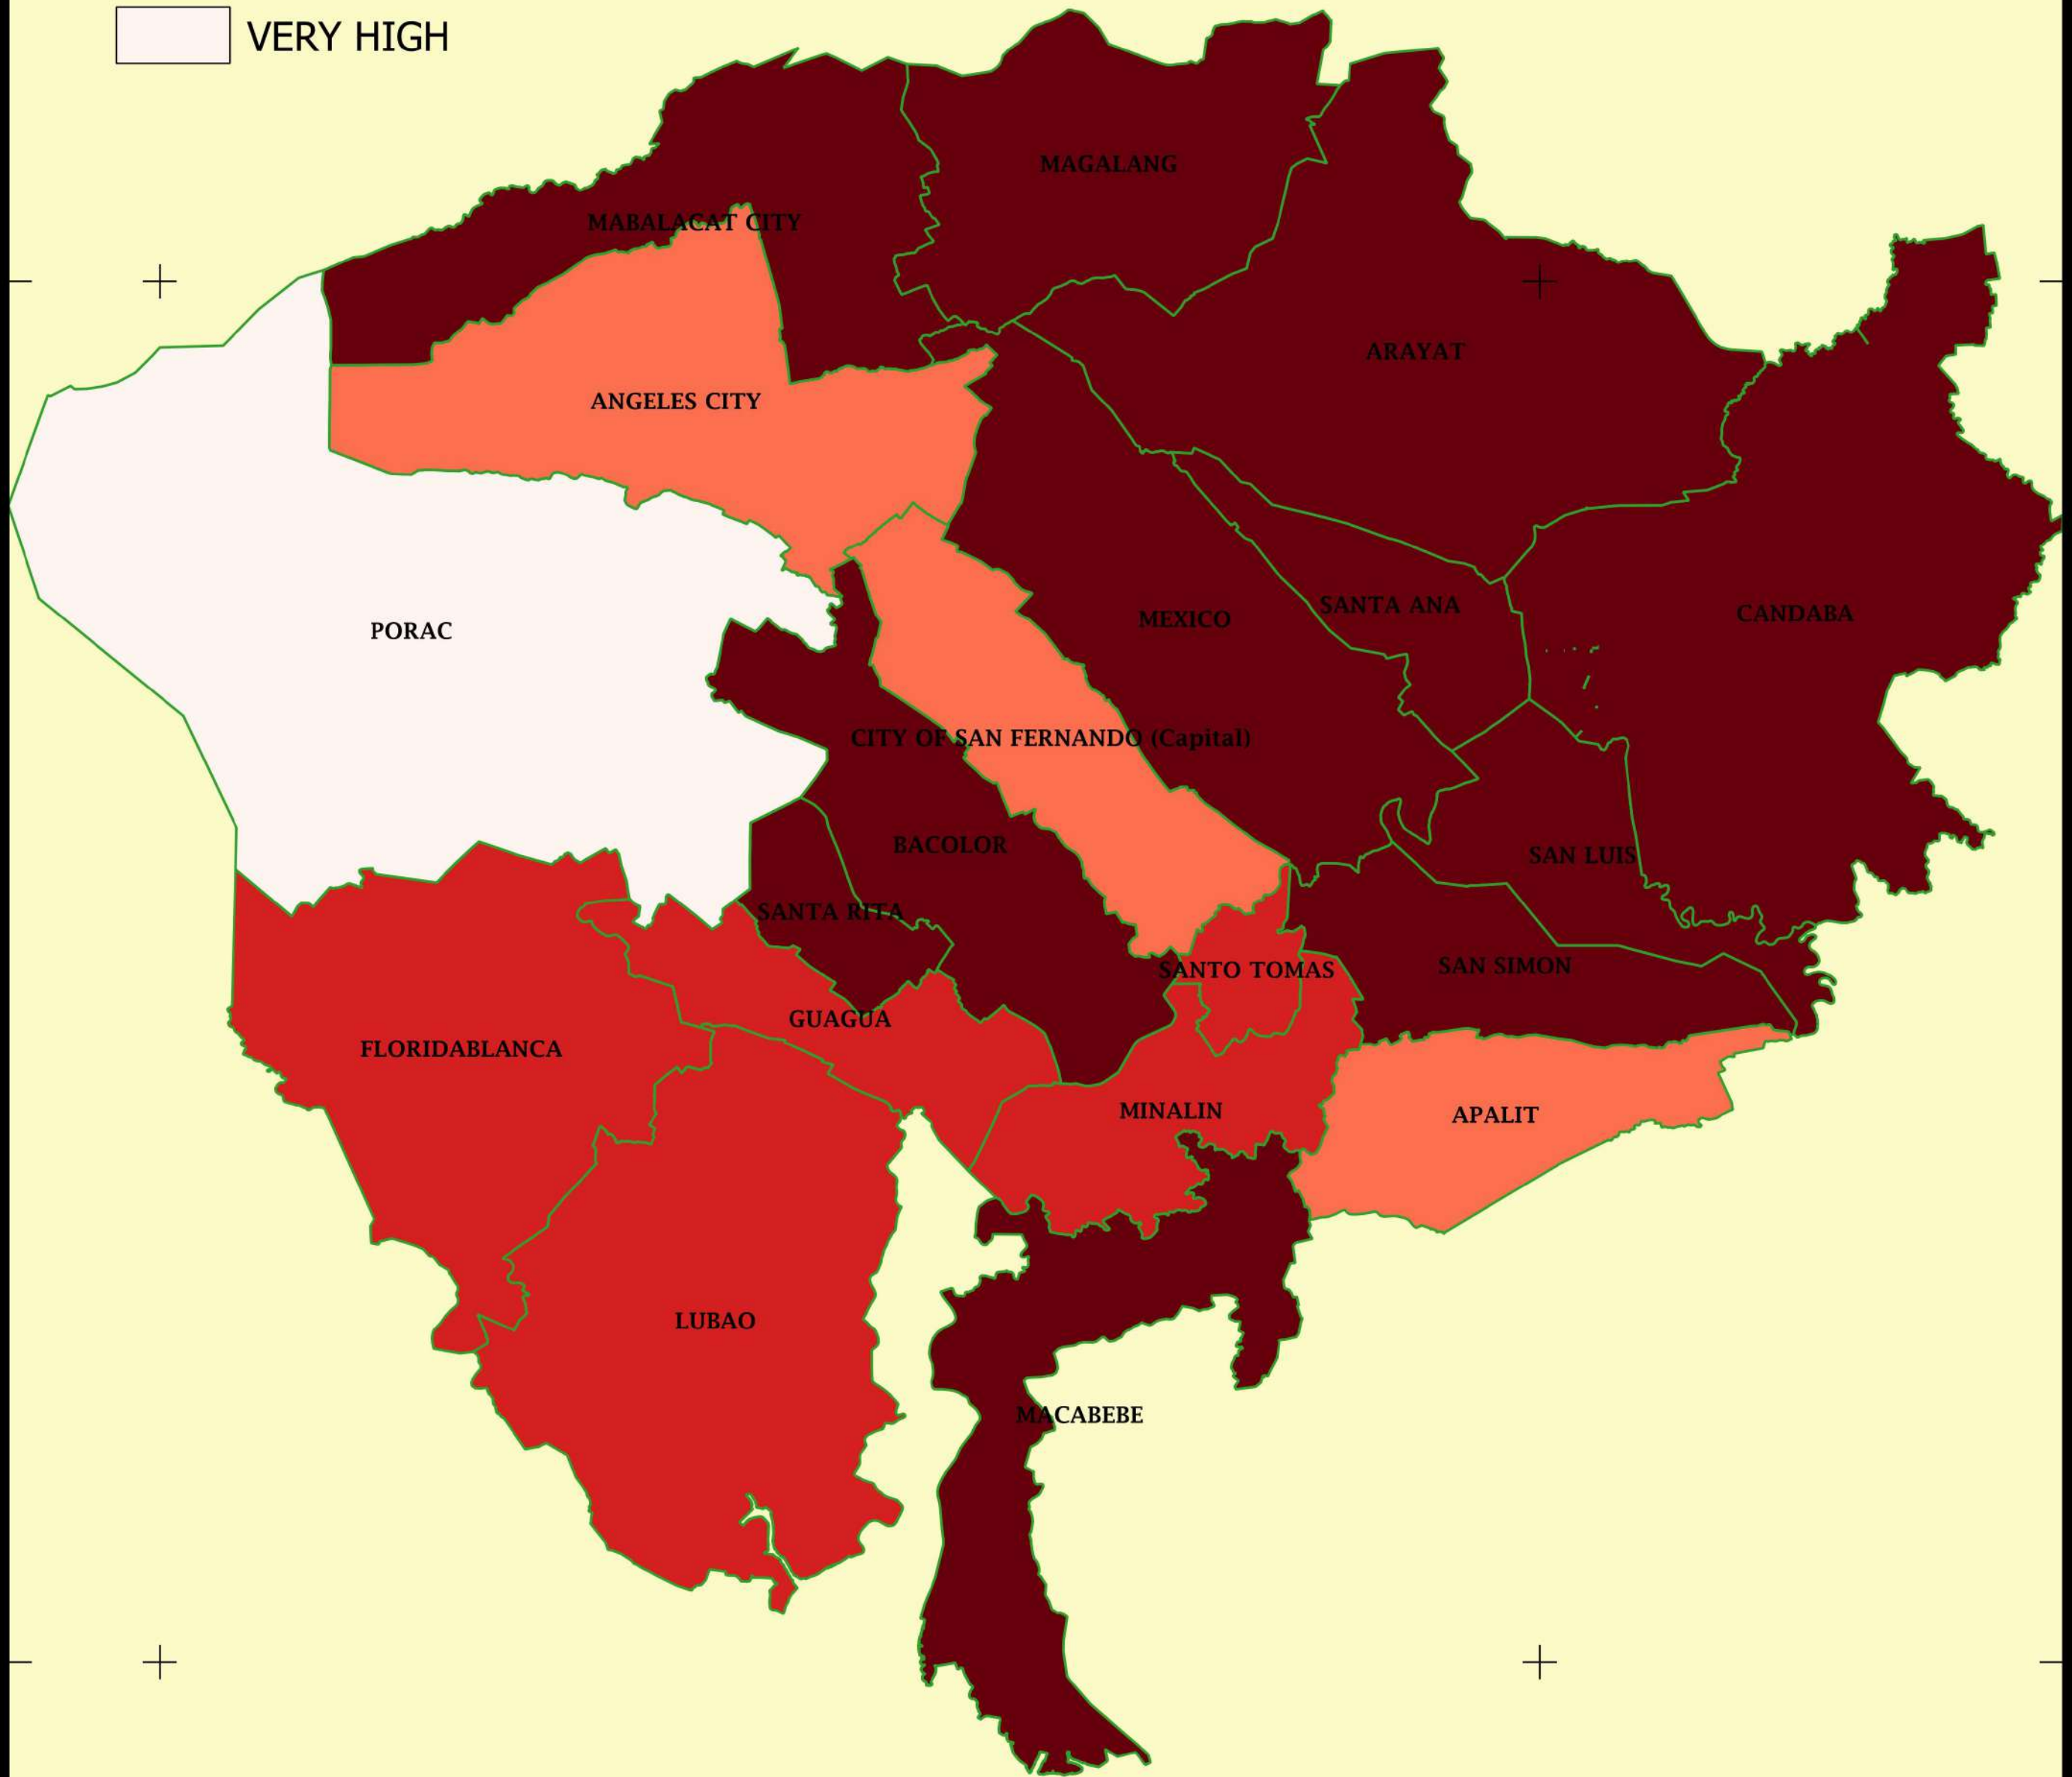 VERY HIGH
MAGALANG
MABALACAT CITY
ARAYAT
ANGELES CITY
SANTA ANA
CANDABA
MEXICO
PORAC
CITY OF SAN FERNANDO (Capital)
BACOLOR
SAN LUIS
SANTA RITA
SAN SIMON
SANTO TOMAS
GUAGUA
FLORIDABLANCA
MINALIN
APALIT
LUBAO
MACABEBE